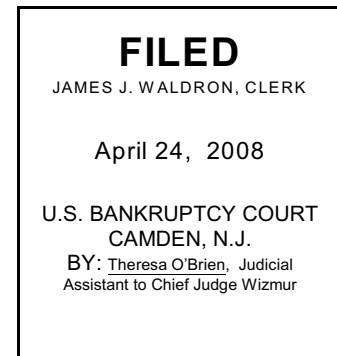 FILED
JAMES J. WALDRON, CLERK
April 24, 2008
U.S. BANKRUPTCY COURT
CAMDEN, N.J.
BY: Theresa O'Brien, Judicial
Assistant to Chief Judge Wizmur